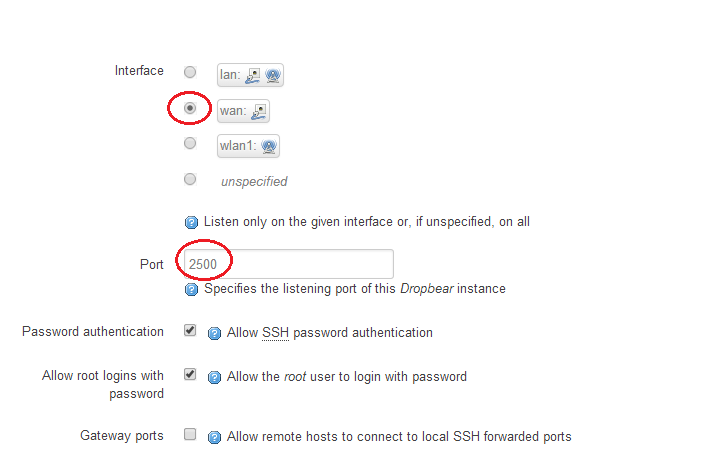 Interface
lan:
wan:
wlan1:
unspecified
Listen only on the given interface or, if unspecified, on all
Port 2500
Specifies the listening port of this Dropbear instance
Password authentication Allow SSH password authentication
Allow root logins with Allow the root user to login with password
password
Gateway ports Allow remote hosts to connect to local SSH forwarded ports